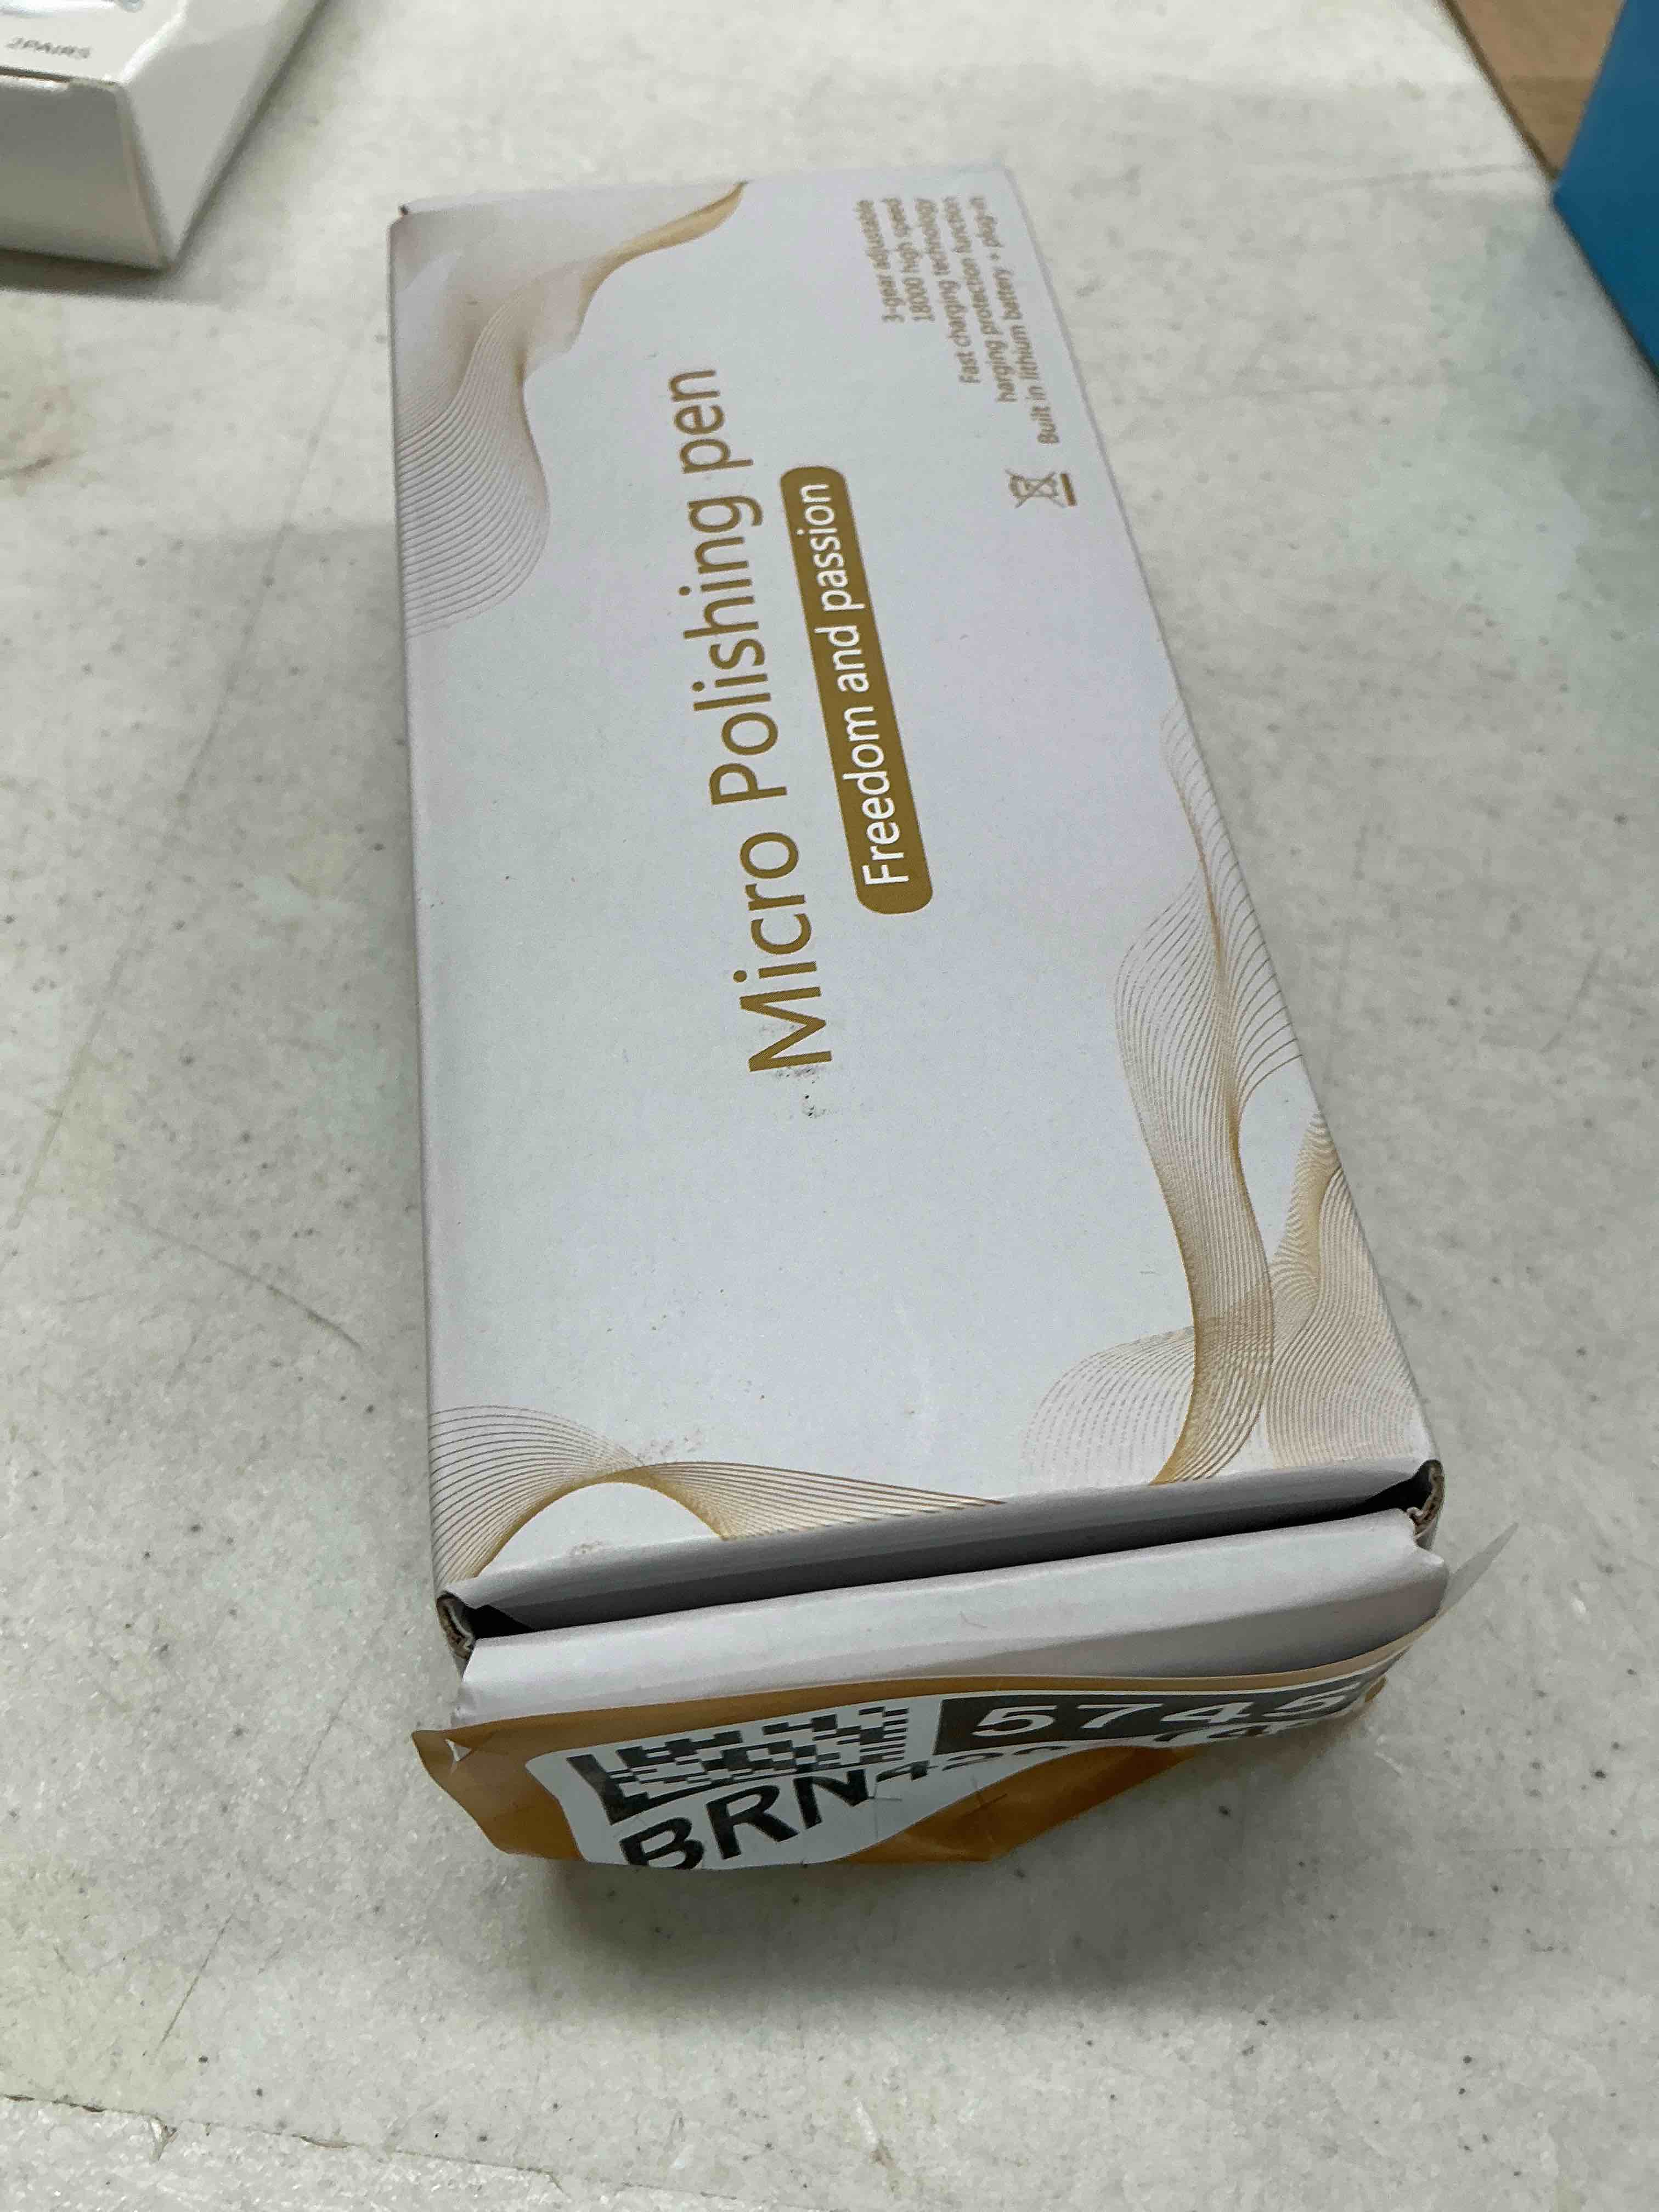 2PAIRS
Micro Polishing pen
Freedom and passion
3-gear adjustable
18000 high speed
Fast charging technology
harging protection function
Built in lithium battery + plug-in
5745
BRN